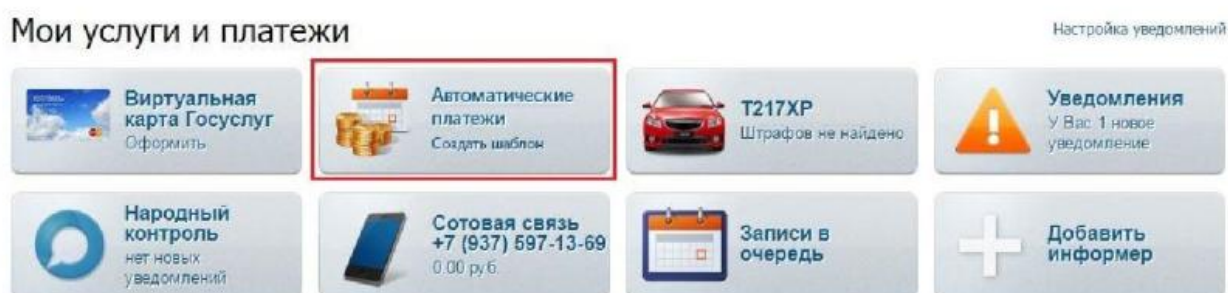 Мои услуги и платежи
Настройка уведомлений
Виртуальная
карта Госуслуг
Оформить
Автоматические
платежи
Создать шаблон
Т217ХР
Штрафов не найдено
Уведомления
У Вас 1 новое
уведомление
Народный
контроль
нет новых
уведомлений
Сотовая связь
+7 (937) 597-13-69
0.00 руб.
Записи в
очередь
Добавить
информер